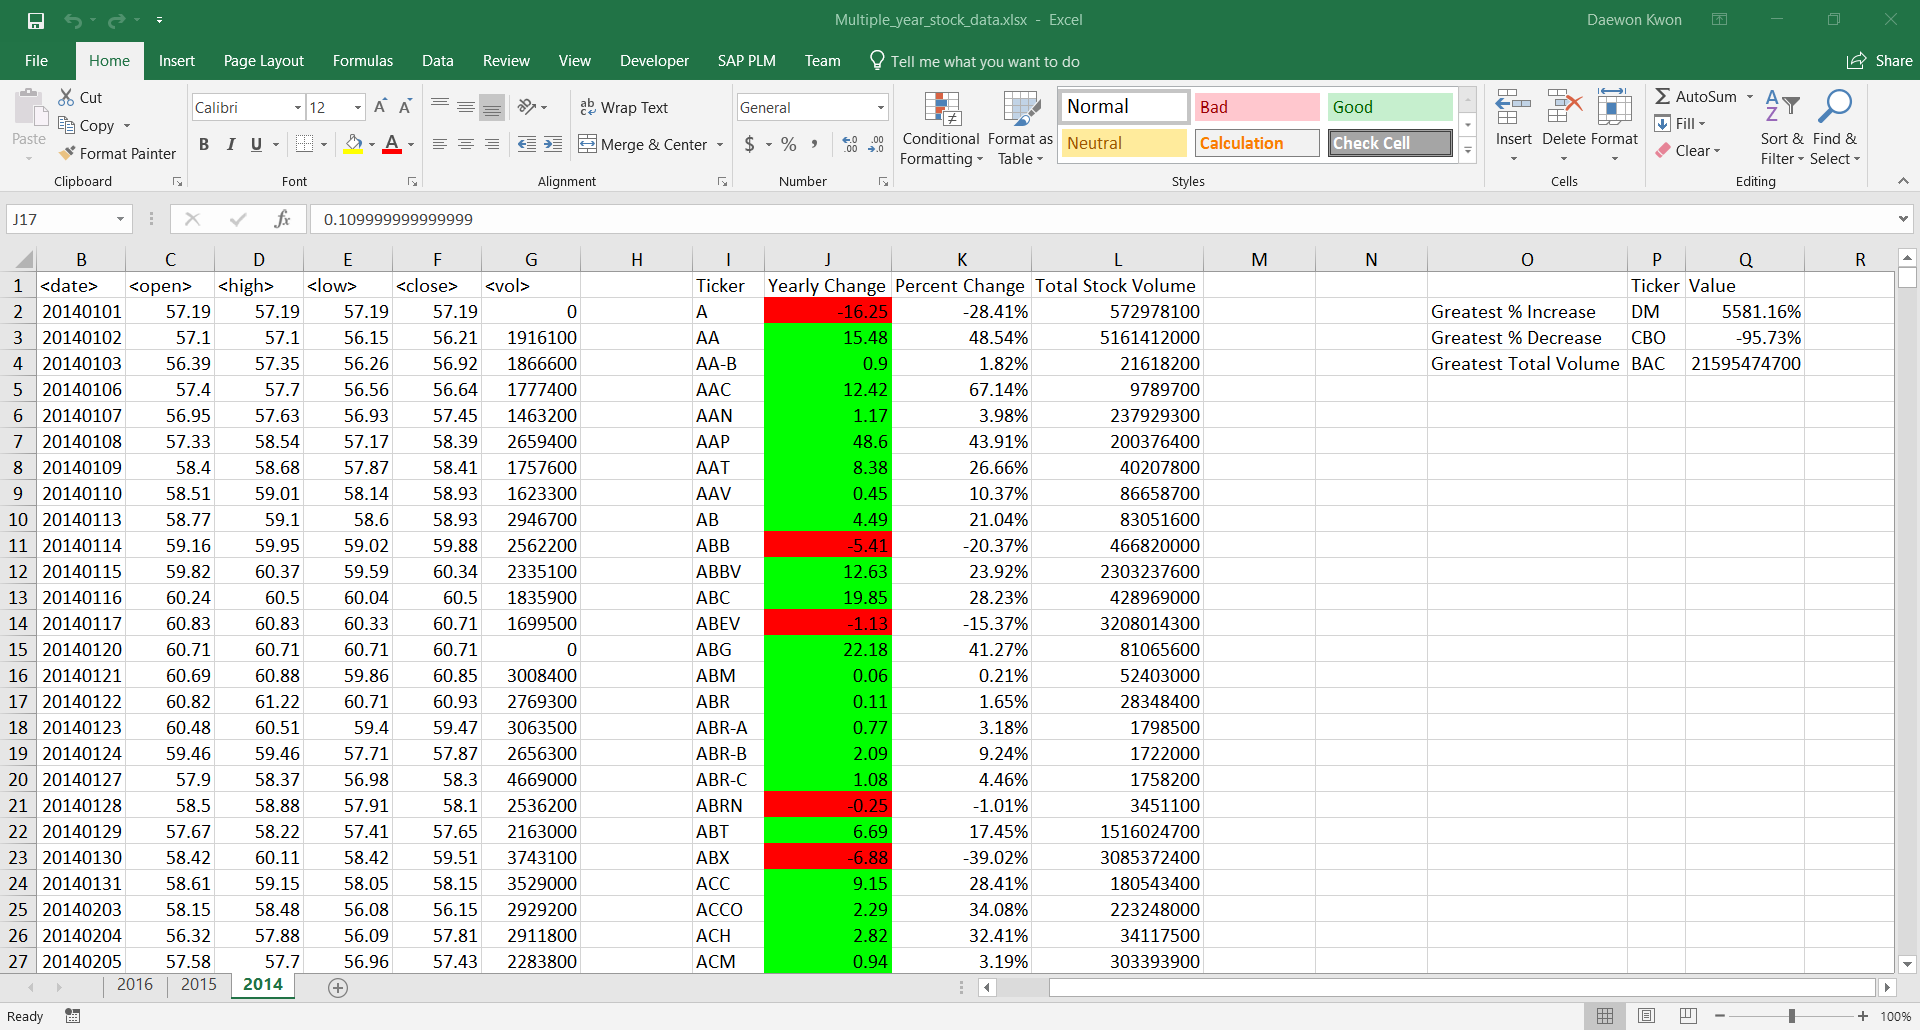 Multiple_year_stock_data.xlsx - Excel
Daewon Kwon
File Home Insert Page Layout Formulas Data Review View Developer SAP PLM Team Tell me what you want to do Share
Paste
Cut
Copy
Format Painter
Clipboard
Calibri 12
B I U A
Font
Wrap Text
Merge & Center
Alignment
General
$ % ,
Number
Conditional Formatting
Format as Table
Normal Bad Good
Neutral Calculation Check Cell
Styles
Insert Delete Format
Cells
AutoSum
Fill
Clear
Sort & Filter
Find & Select
Editing
J17 fx 0.109999999999999
B C D E F G H I J K L M N O P Q R
1 <date> <open> <high> <low> <close> <vol> Ticker Yearly Change Percent Change Total Stock Volume Ticker Value
2 20140101 57.19 57.19 57.19 57.19 0 A -16.25 -28.41% 572978100 Greatest % Increase DM 5581.16%
3 20140102 57.1 57.1 56.15 56.21 1916100 AA 15.48 48.54% 5161412000 Greatest % Decrease CBO -95.73%
4 20140103 56.39 57.35 56.26 56.92 1866600 AA-B 0.9 1.82% 21618200 Greatest Total Volume BAC 21595474700
5 20140106 57.4 57.7 56.56 56.64 1777400 AAC 12.42 67.14% 9789700
6 20140107 56.95 57.63 56.93 57.45 1463200 AAN 1.17 3.98% 237929300
7 20140108 57.33 58.54 57.17 58.39 2659400 AAP 48.6 43.91% 200376400
8 20140109 58.4 58.68 57.87 58.41 1757600 AAT 8.38 26.66% 40207800
9 20140110 58.51 59.01 58.14 58.93 1623300 AAV 0.45 10.37% 86658700
10 20140113 58.77 59.1 58.6 58.93 2946700 AB 4.49 21.04% 83051600
11 20140114 59.16 59.95 59.02 59.88 2562200 ABB -5.41 -20.37% 466820000
12 20140115 59.82 60.37 59.59 60.34 2335100 ABBV 12.63 23.92% 2303237600
13 20140116 60.24 60.5 60.04 60.5 1835900 ABC 19.85 28.23% 428969000
14 20140117 60.83 60.83 60.33 60.71 1699500 ABEV -1.13 -15.37% 3208014300
15 20140120 60.71 60.71 60.71 60.71 0 ABG 22.18 41.27% 81065600
16 20140121 60.69 60.88 59.86 60.85 3008400 ABM 0.06 0.21% 52403000
17 20140122 60.82 61.22 60.71 60.93 2769300 ABR 0.11 1.65% 28348400
18 20140123 60.48 60.51 59.4 59.47 3063500 ABR-A 0.77 3.18% 1798500
19 20140124 59.46 59.46 57.71 57.87 2656300 ABR-B 2.09 9.24% 1722000
20 20140127 57.9 58.37 56.98 58.3 4669000 ABR-C 1.08 4.46% 1758200
21 20140128 58.5 58.88 57.91 58.1 2536200 ABRN -0.25 -1.01% 3451100
22 20140129 57.67 58.22 57.41 57.65 2163000 ABT 6.69 17.45% 1516024700
23 20140130 58.42 60.11 58.42 59.51 3743100 ABX -6.88 -39.02% 3085372400
24 20140131 58.61 59.15 58.05 58.15 3529000 ACC 9.15 28.41% 180543400
25 20140203 58.15 58.48 56.08 56.15 2929200 ACCO 2.29 34.08% 223248000
26 20140204 56.32 57.88 56.09 57.81 2911800 ACH 2.82 32.41% 34117500
27 20140205 57.58 57.7 56.96 57.43 2283800 ACM 0.94 3.19% 303393900
2016 2015 2014
Ready 100%